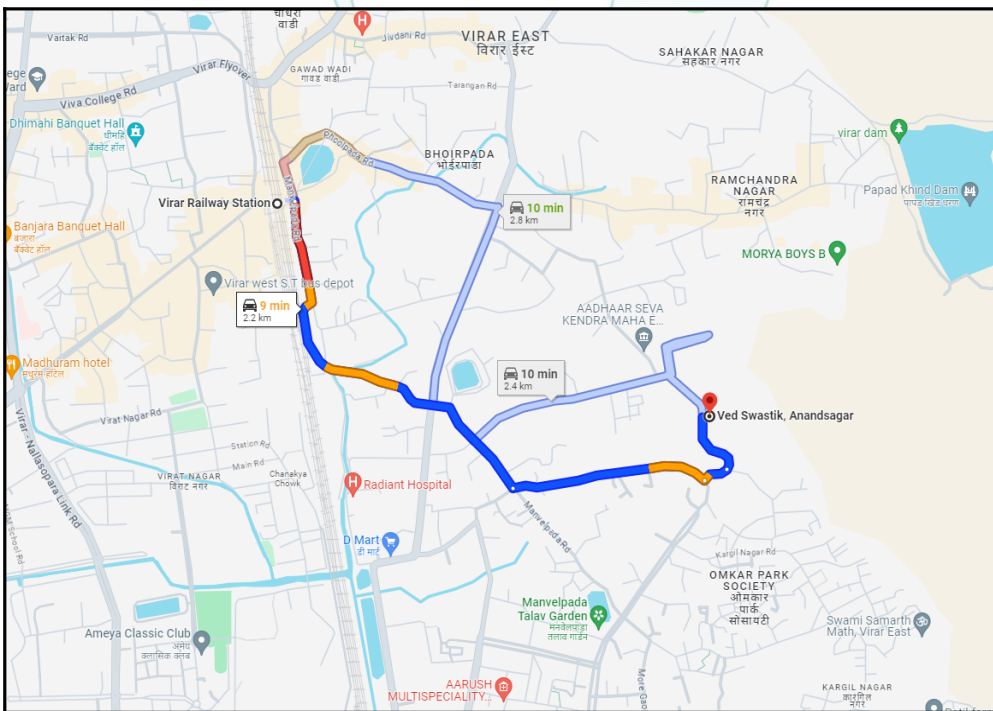 वाडी
VIRAR EAST
विरार ईस्ट
Jivdani Rd
Vartak Rd
Virar Flyover
GAWAD WADI
गावड वाडी
SAHAKAR NAGAR
सहकार नगर
Tarangan Rd
Viva College Rd
Dhimahi Banquet Hall
धीमहि
बँक्वेट हॉल
Dhoolpada Rd
BHOIRPADA
भोईरपाडा
virar dam
RAMCHANDRA
NAGAR
रामचंद्र
नगर
Papad Khind Dam
Virar Railway Station
10 min
2.8 km
Banjara Banquet Hall
बंजारा
बँक्वेट हॉल
MORYA BOYS B
Virar west S.T bus depot
9 min
2.2 km
AADHAAR SEVA
KENDRA MAHA E...
Madhuram hotel
मधुरम हॉटेल
10 min
2.4 km
Ved Swastik, Anandsagar
Virat Nagar Rd
Virar - Nallasopara Link Rd
Station Rd
Main Rd
VIRAT NAGAR
विराट नगर
Chanakya
Chowk
Radiant Hospital
Manvelpada Rd
D Mart
डी मार्ट
Kargil Nagar Rd
OMKAR PARK
SOCIETY
ओमकार
पार्क
सोसायटी
Manvelpada
Talav Garden
मनवेलपाडा
तलाव गार्डन
Ameya Classic Club
अमेय
क्लासिक क्लब
Swami Samarth
Math, Virar East
AARUSH
MULTISPECIALITY...
KARGIL NAGAR
कारगिल
नगर